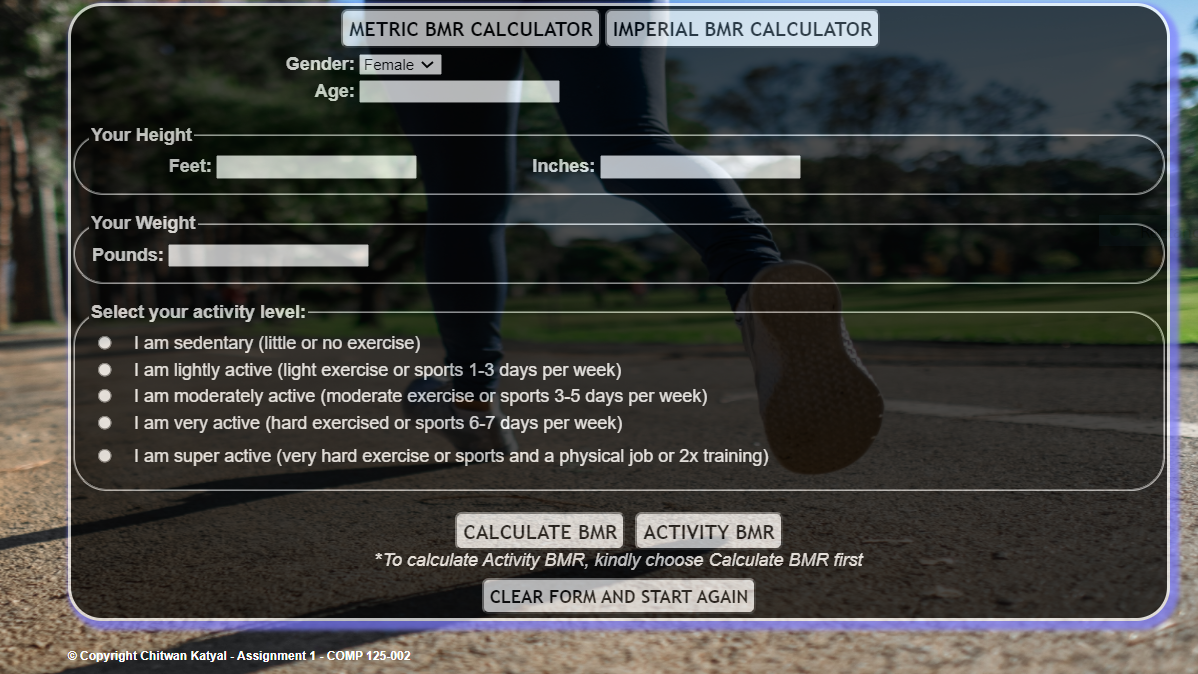 METRIC BMR CALCULATOR IMPERIAL BMR CALCULATOR
Gender: Female
Age:
Your Height
Feet: Inches:
Your Weight
Pounds:
Select your activity level:
I am sedentary (little or no exercise)
I am lightly active (light exercise or sports 1-3 days per week)
I am moderately active (moderate exercise or sports 3-5 days per week)
I am very active (hard exercised or sports 6-7 days per week)
I am super active (very hard exercise or sports and a physical job or 2x training)
CALCULATE BMR ACTIVITY BMR
*To calculate Activity BMR, kindly choose Calculate BMR first
CLEAR FORM AND START AGAIN
© Copyright Chitwan Katyal - Assignment 1 - COMP 125-002